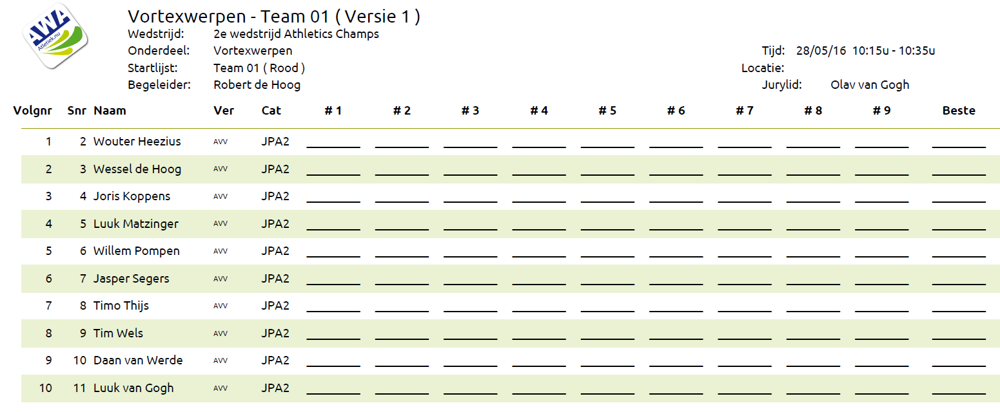 AWA
Atletiek.nu
Vortexwerpen - Team 01 ( Versie 1 )
Wedstrijd: 2e wedstrijd Athletics Champs
Onderdeel: Vortexwerpen Tijd: 28/05/16 10:15u - 10:35u
Startlijst: Team 01 ( Rood ) Locatie:
Begeleider: Robert de Hoog Jurylid: Olav van Gogh
Volgnr Snr Naam Ver Cat # 1 # 2 # 3 # 4 # 5 # 6 # 7 # 8 # 9 Beste
1 2 Wouter Heezius AVV JPA2
2 3 Wessel de Hoog AVV JPA2
3 4 Joris Koppens AVV JPA2
4 5 Luuk Matzinger AVV JPA2
5 6 Willem Pompen AVV JPA2
6 7 Jasper Segers AVV JPA2
7 8 Timo Thijs AVV JPA2
8 9 Tim Wels AVV JPA2
9 10 Daan van Werde AVV JPA2
10 11 Luuk van Gogh AVV JPA2